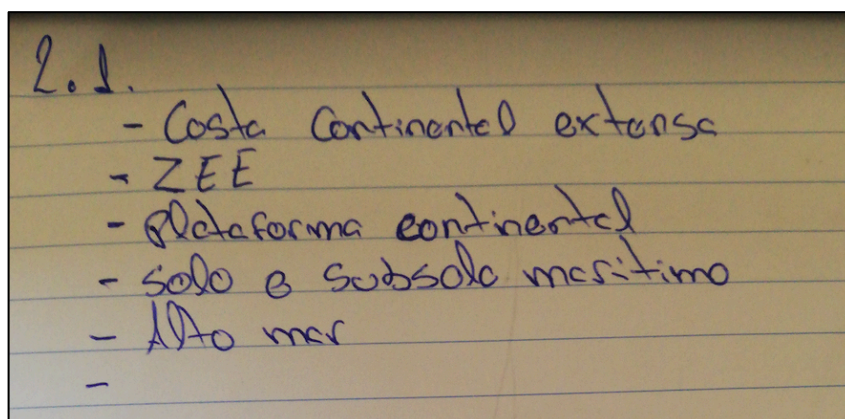 2.1.
- Costa Continental extensa
- ZEE
- plataforma continental
- solo e subsolo marítimo
- Alto mar
-